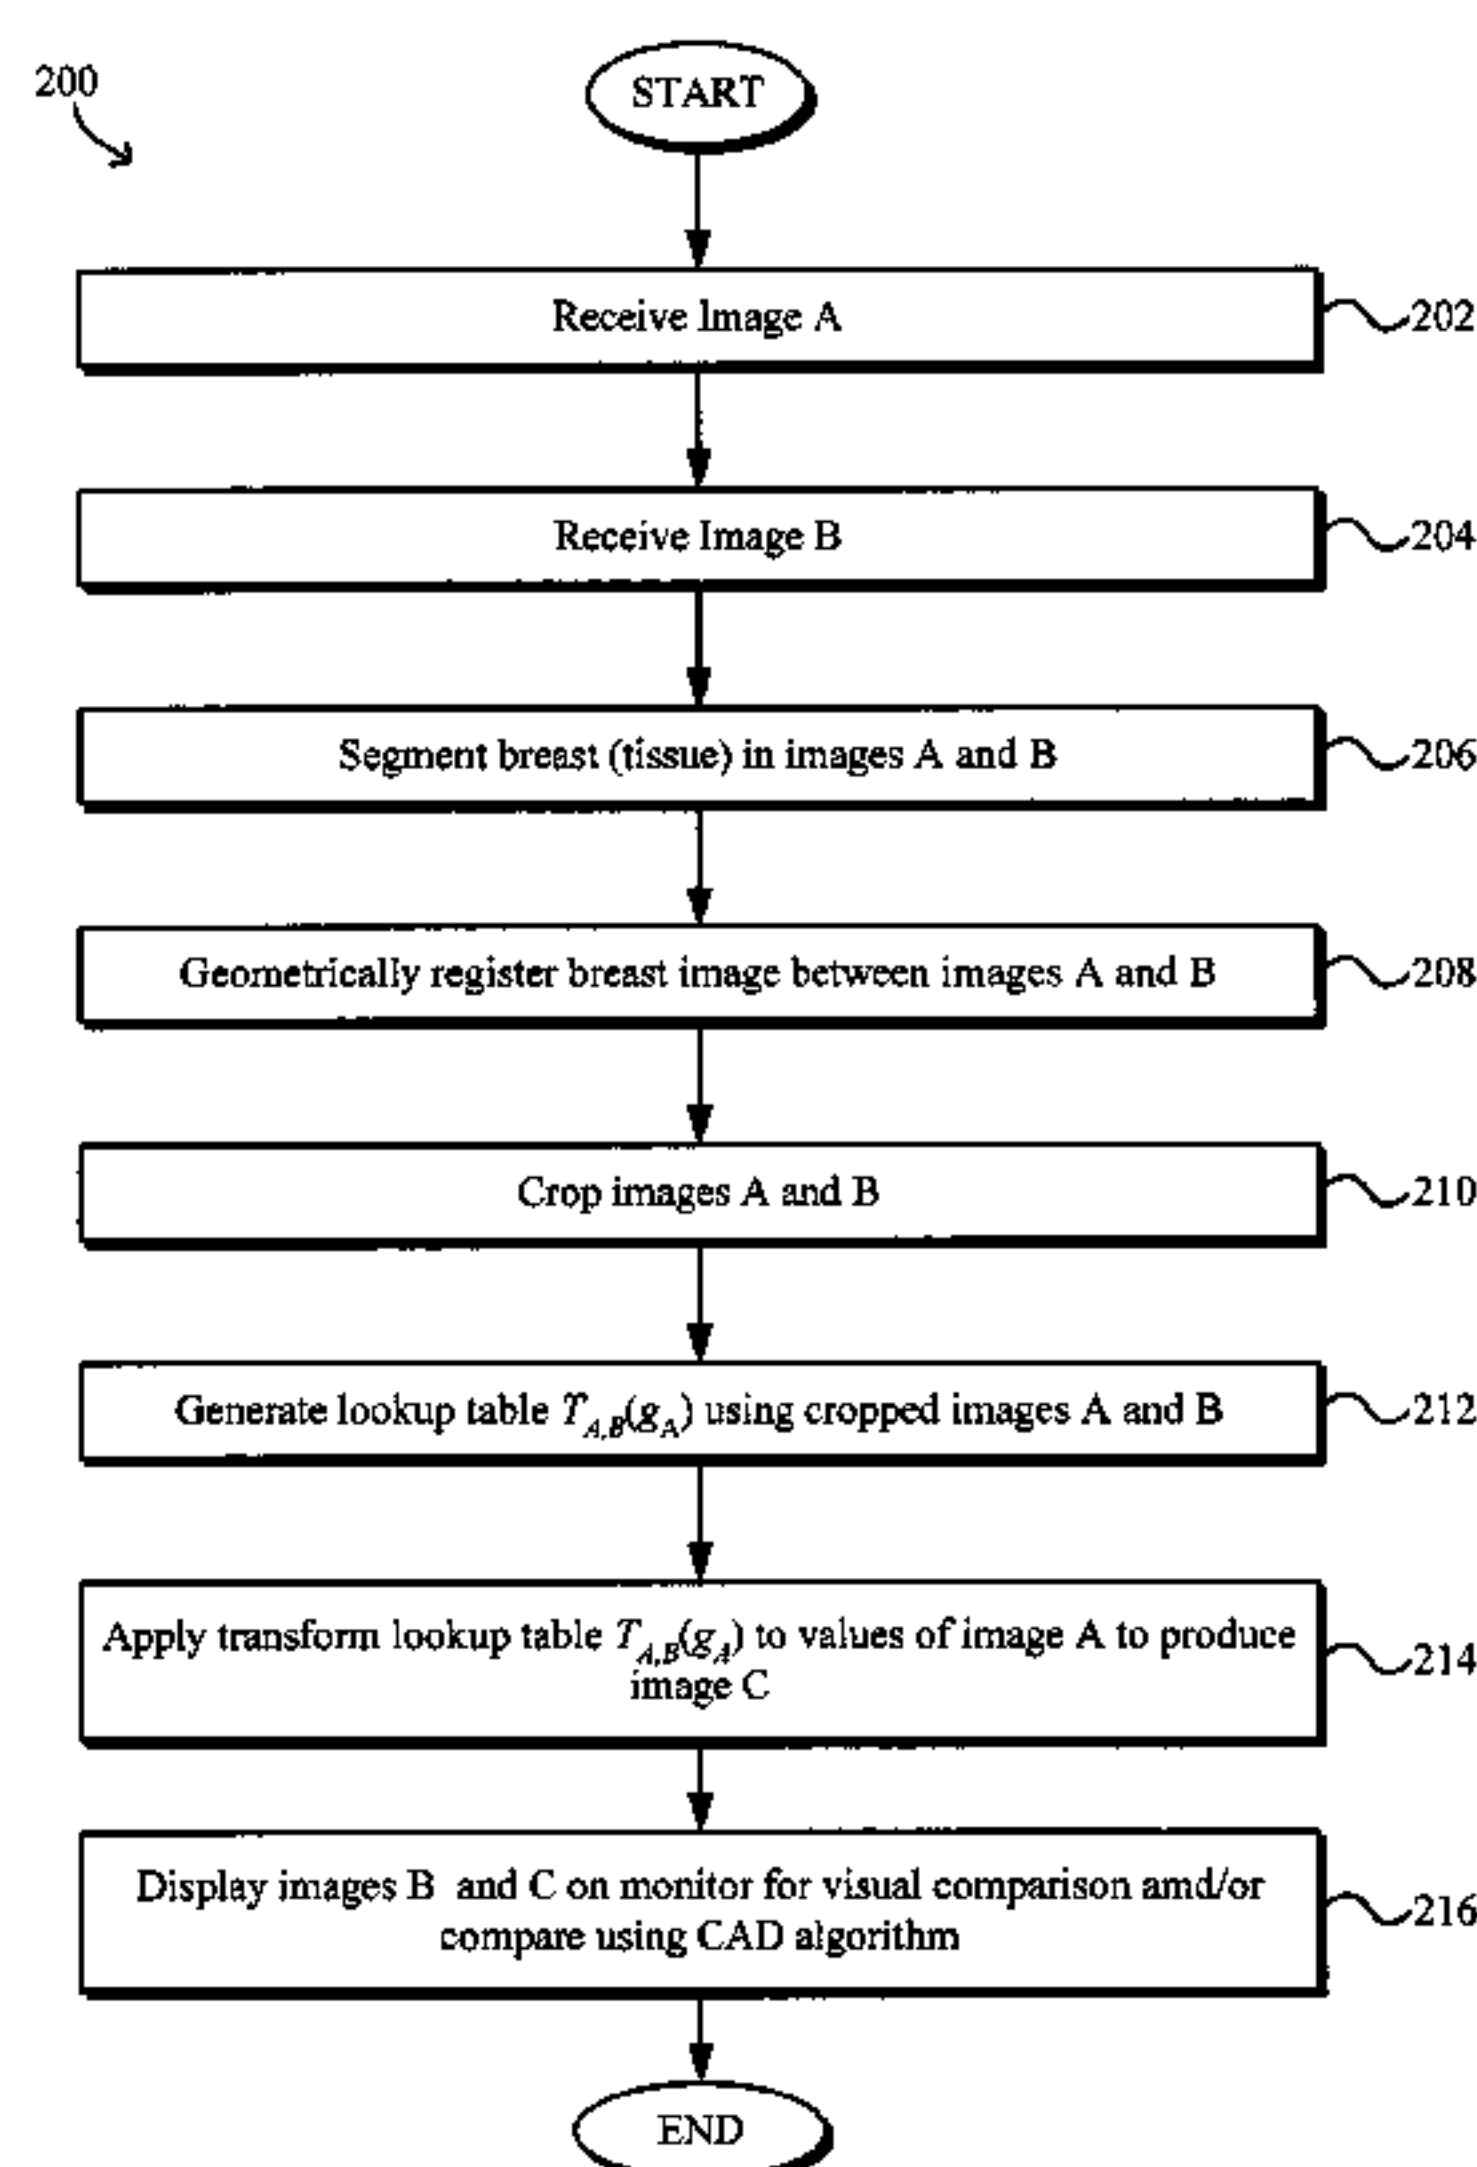 200
START
Receive Image A
202
Receive Image B
204
Segment breast (tissue) in images A and B
206
Geometrically register breast image between images A and B
208
Crop images A and B
210
Generate lookup table T_{A,B}(g_A) using cropped images A and B
212
Apply transform lookup table T_{A,B}(g_A) to values of image A to produce
image C
214
Display images B and C on monitor for visual comparison amd/or
compare using CAD algorithm
216
END